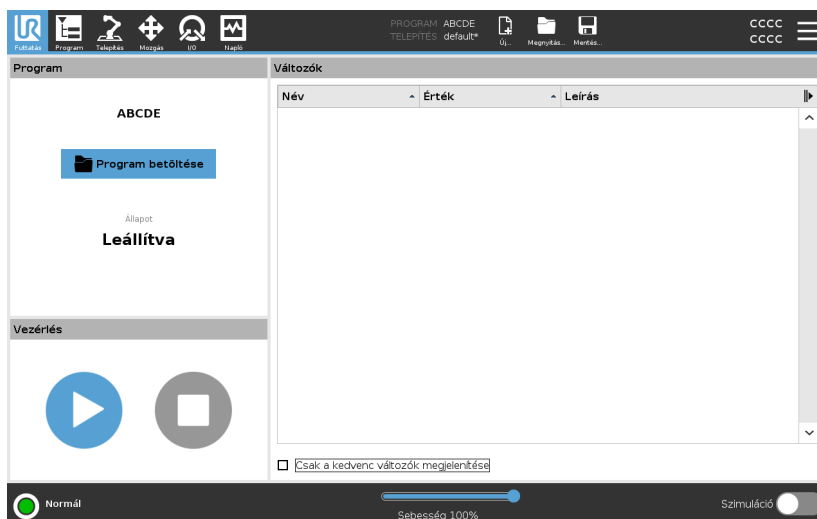 UR
Futtatás
Program
Telepítés
Mozgás
I/O
Napló
PROGRAM ABCDE
TELEPÍTÉS default*
Új...
Megnyitás...
Mentés...
CCCC
CCCC
Program
Változók
ABCDE
Program betöltése
Állapot
Leállítva
Név
Érték
Leírás
Vezérlés
Csak a kedvenc változók megjelenítése
Normál
Sebesség 100%
Szimuláció